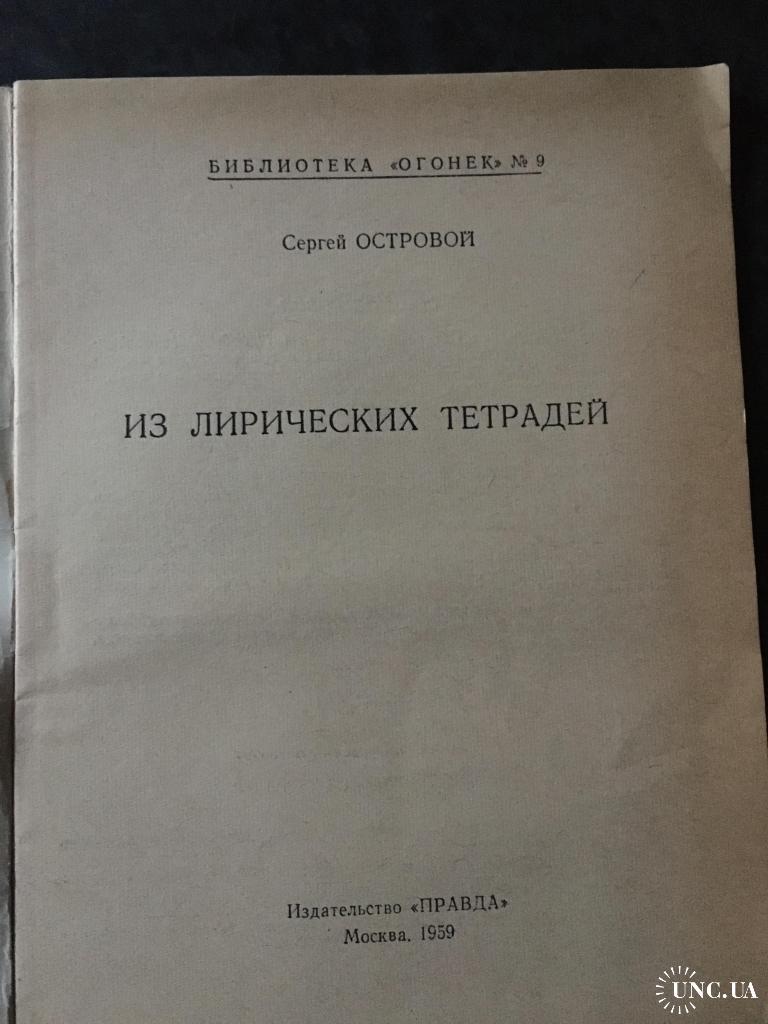 БИБЛИОТЕКА «ОГОНЕК» № 9
Сергей ОСТРОВОЙ
ИЗ ЛИРИЧЕСКИХ ТЕТРАДЕЙ
Издательство «ПРАВДА»
Москва. 1959
UNC.UA